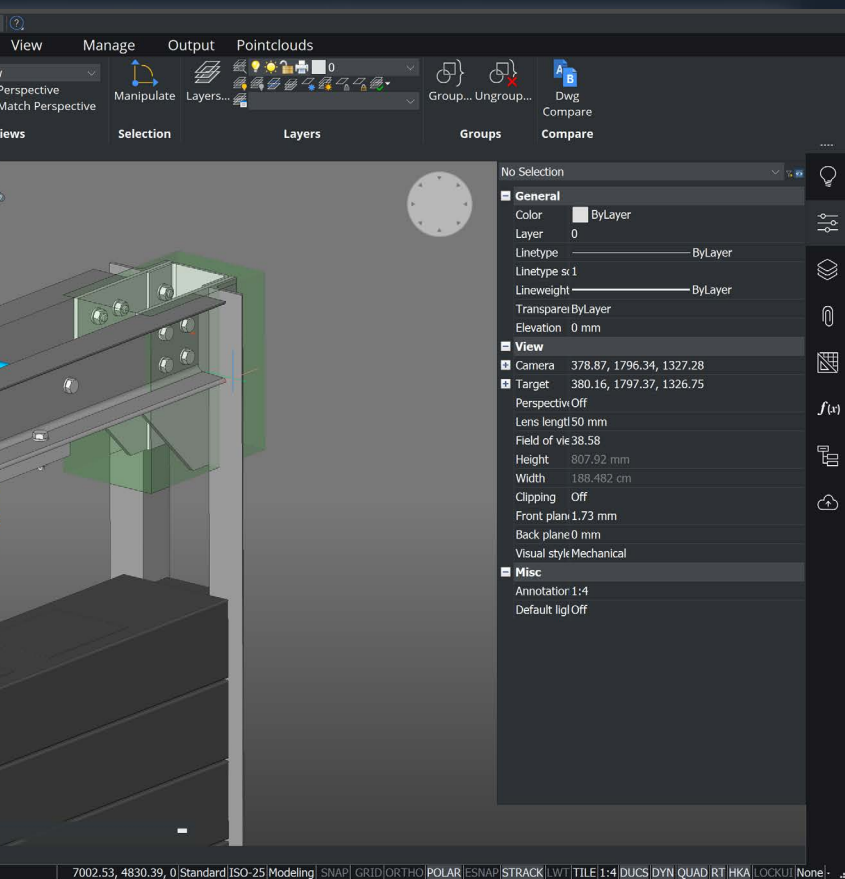 View Manage Output Pointclouds
0
Perspective
Match Perspective
Manipulate Layers... Group... Ungroup... Dwg
Compare
Selection Layers Groups Compare
No Selection
General
Color ByLayer
Layer 0
Linetype ByLayer
Linetype sc 1
Lineweight ByLayer
Transparen ByLayer
Elevation 0 mm
View
Camera 378.87, 1796.34, 1327.28
Target 380.16, 1797.37, 1326.75
Perspective Off
Lens length 50 mm
Field of vie 38.58
Height 807.92 mm
Width 188.482 cm
Clipping Off
Front plane 1.73 mm
Back plane 0 mm
Visual style Mechanical
Misc
Annotation 1:4
Default ligl Off
f(x)
7002.53, 4830.39, 0 Standard ISO-25 Modeling SNAP GRID ORTHO POLAR ESNAP STRACK LWT TILE 1:4 DUCS DYN QUAD RT HKA LOCKUI None